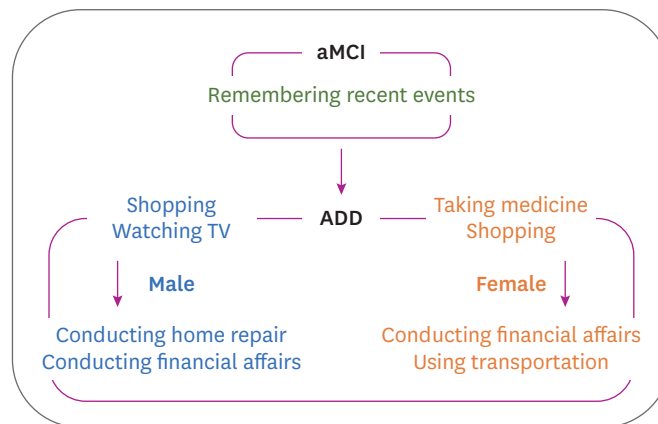 aMCI
Remembering recent events
ADD
Shopping
Watching TV
Male
Conducting home repair
Conducting financial affairs
Taking medicine
Shopping
Female
Conducting financial affairs
Using transportation